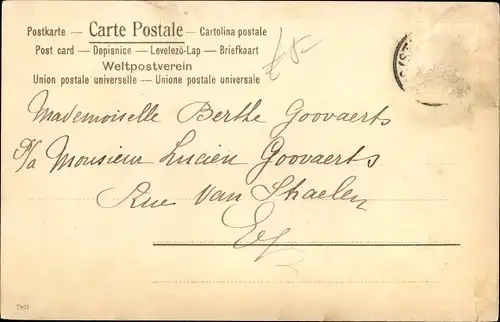 Postkarte — Carte Postale — Cartolina postale
Post card — Dopisnice — Levelező-Lap — Briefkaart
Weltpostverein
Union postale universelle — Unione postale universale
Mademoiselle Berthe Goovaerts
P/a Monsieur Lucien Goovaerts
Rue Van